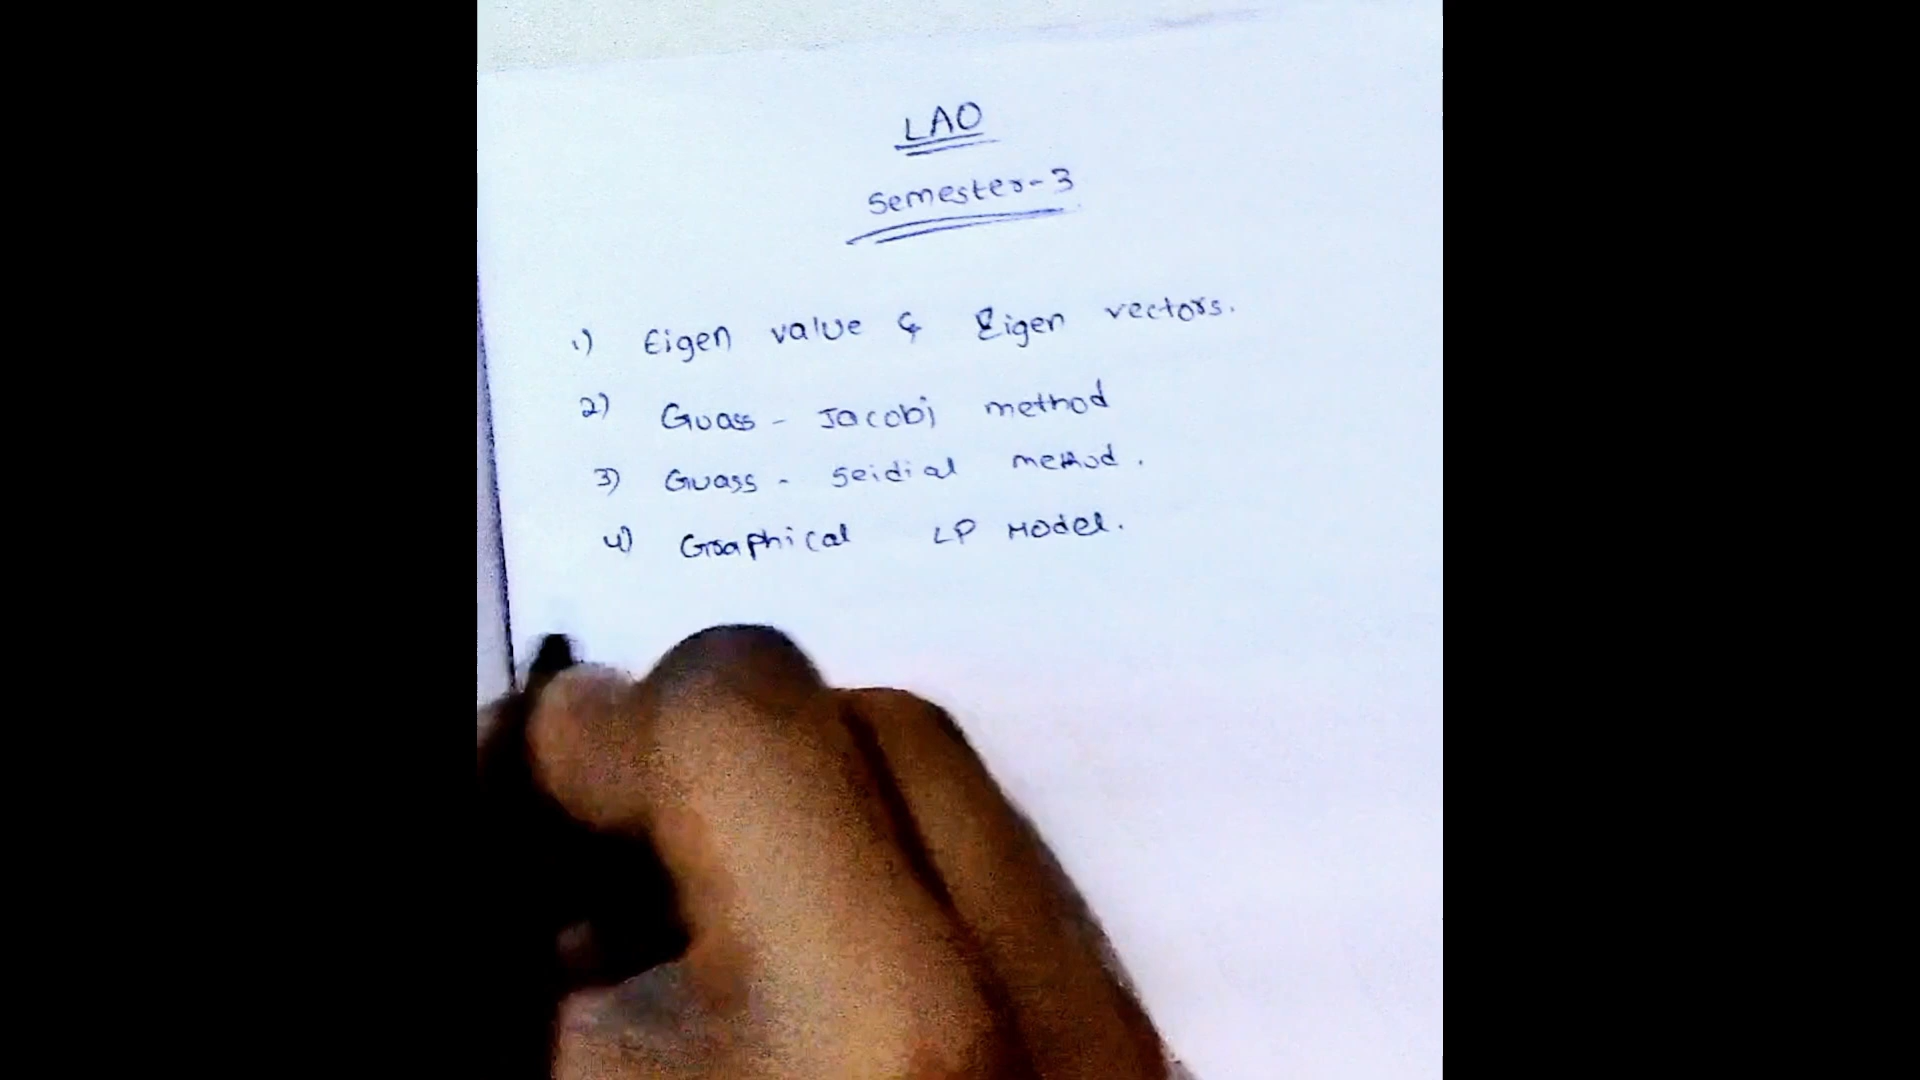 LAO
Semester-3
1) Eigen value & Eigen vectors.
2) Guass - Jacobi method
3) Guass - Seidial method.
4) Graphical LP Model.